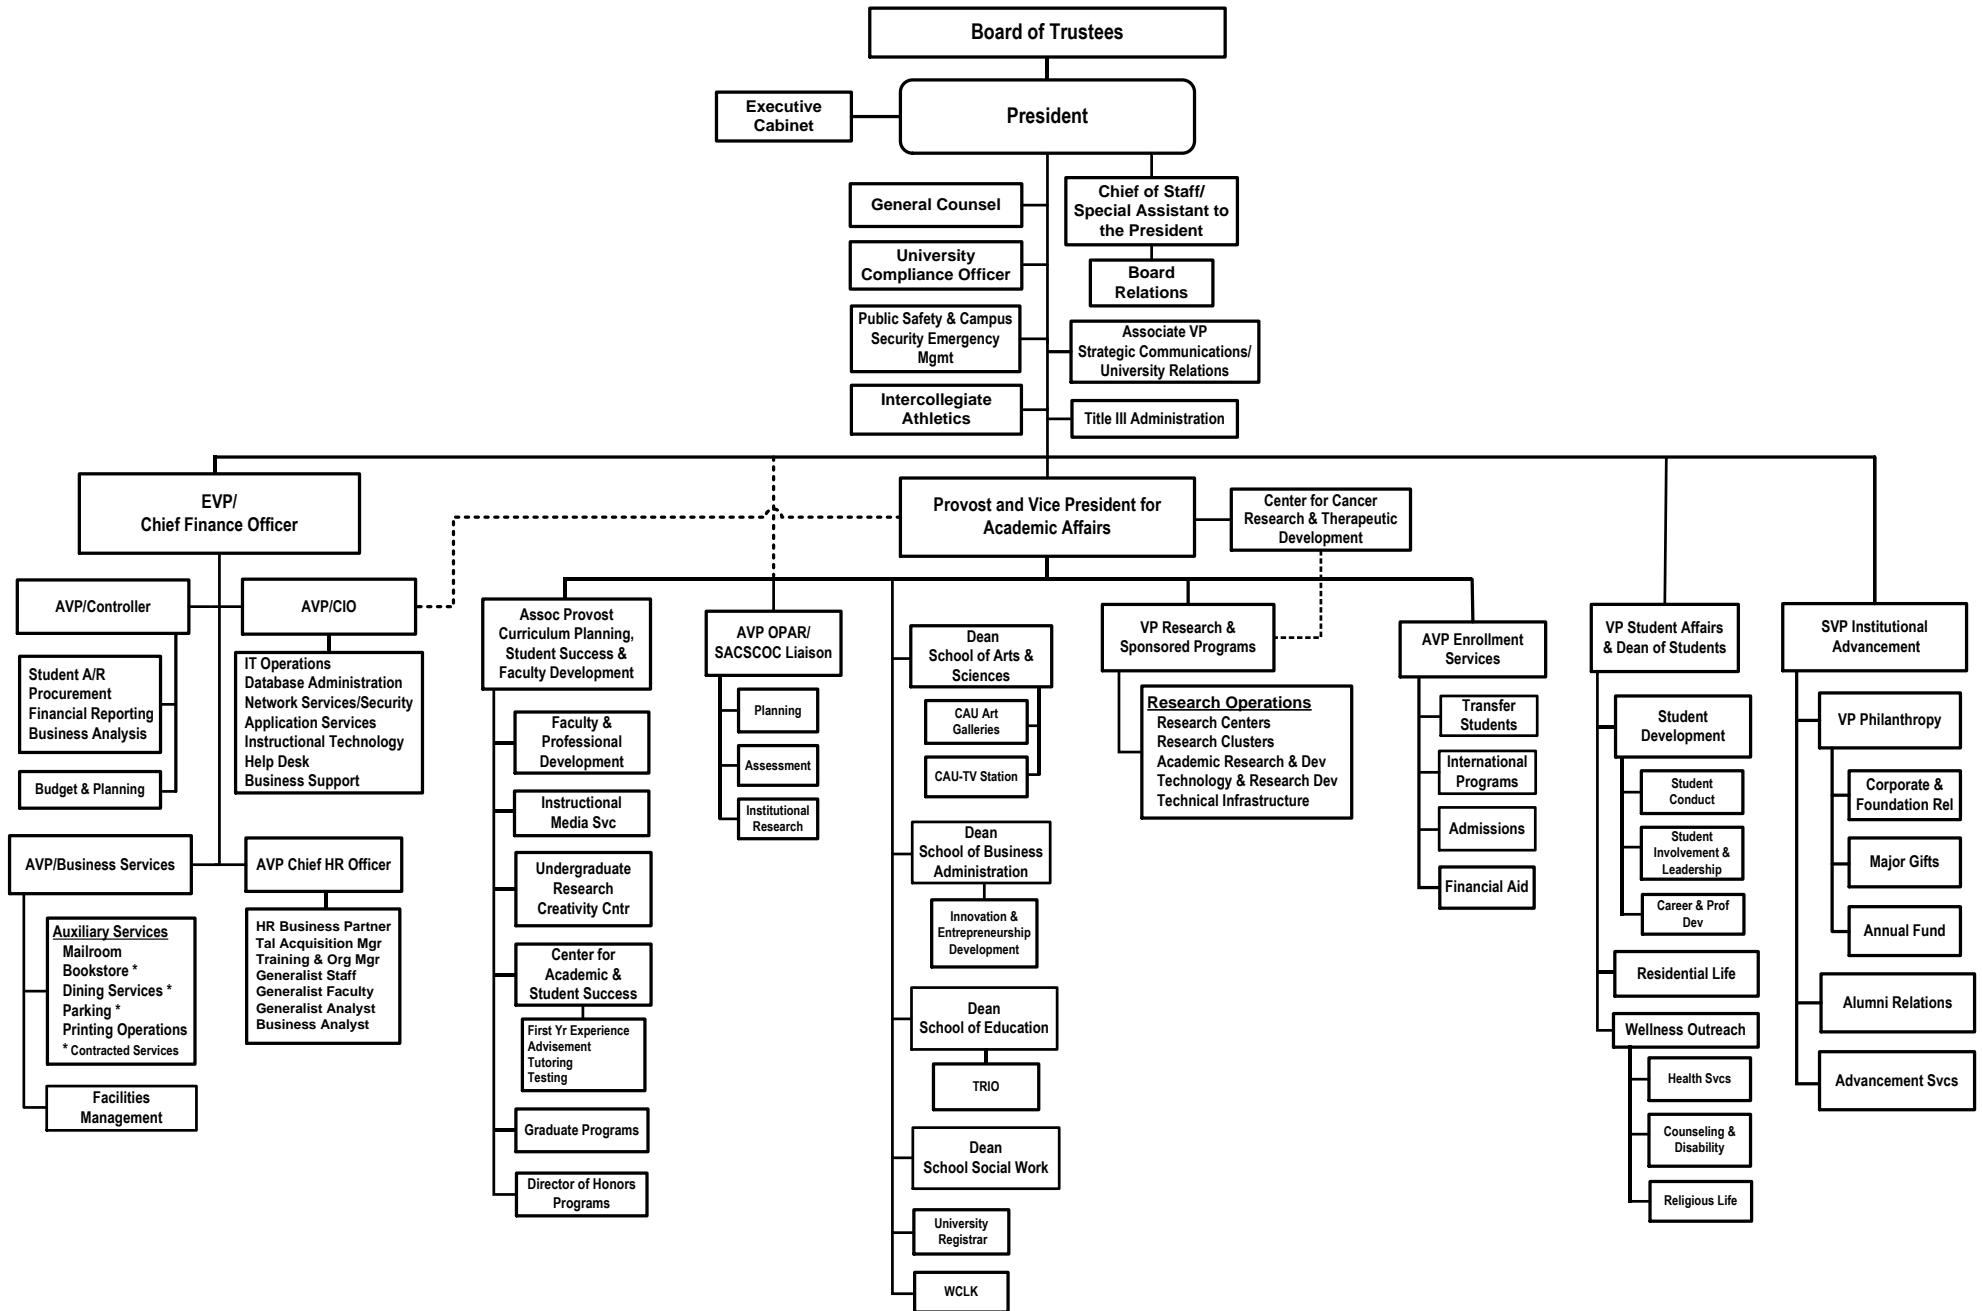 Board of Trustees
Executive
Cabinet
President
General Counsel
Chief of Staff/
Special Assistant to
the President
University
Compliance Officer
Board
Relations
Public Safety & Campus
Security Emergency
Mgmt
Associate VP
Strategic Communications/
University Relations
Intercollegiate
Athletics
Title III Administration
EVP/
Chief Finance Officer
Provost and Vice President for
Academic Affairs
Center for Cancer
Research & Therapeutic
Development
AVP/Controller
AVP/CIO
Student A/R
Procurement
Financial Reporting
Business Analysis
Budget & Planning
IT Operations
Database Administration
Network Services/Security
Application Services
Instructional Technology
Help Desk
Business Support
AVP/Business Services
AVP Chief HR Officer
Auxiliary Services
Mailroom
Bookstore *
Dining Services *
Parking *
Printing Operations
* Contracted Services
Facilities
Management
HR Business Partner
Tal Acquisition Mgr
Training & Org Mgr
Generalist Staff
Generalist Faculty
Generalist Analyst
Business Analyst
Assoc Provost
Curriculum Planning,
Student Success &
Faculty Development
Faculty &
Professional
Development
Instructional
Media Svc
Undergraduate
Research
Creativity Cntr
Center for
Academic &
Student Success
First Yr Experience
Advisement
Tutoring
Testing
Graduate Programs
Director of Honors
Programs
AVP OPAR/
SACSCOC Liaison
Planning
Assessment
Institutional
Research
Dean
School of Arts &
Sciences
CAU Art
Galleries
CAU-TV Station
Dean
School of Business
Administration
Innovation &
Entrepreneurship
Development
Dean
School of Education
TRIO
Dean
School Social Work
University
Registrar
WCLK
VP Research &
Sponsored Programs
Research Operations
Research Centers
Research Clusters
Academic Research & Dev
Technology & Research Dev
Technical Infrastructure
AVP Enrollment
Services
Transfer
Students
International
Programs
Admissions
Financial Aid
VP Student Affairs
& Dean of Students
Student
Development
Student
Conduct
Student
Involvement &
Leadership
Career & Prof
Dev
Residential Life
Wellness Outreach
Health Svcs
Counseling &
Disability
Religious Life
SVP Institutional
Advancement
VP Philanthropy
Corporate &
Foundation Rel
Major Gifts
Annual Fund
Alumni Relations
Advancement Svcs